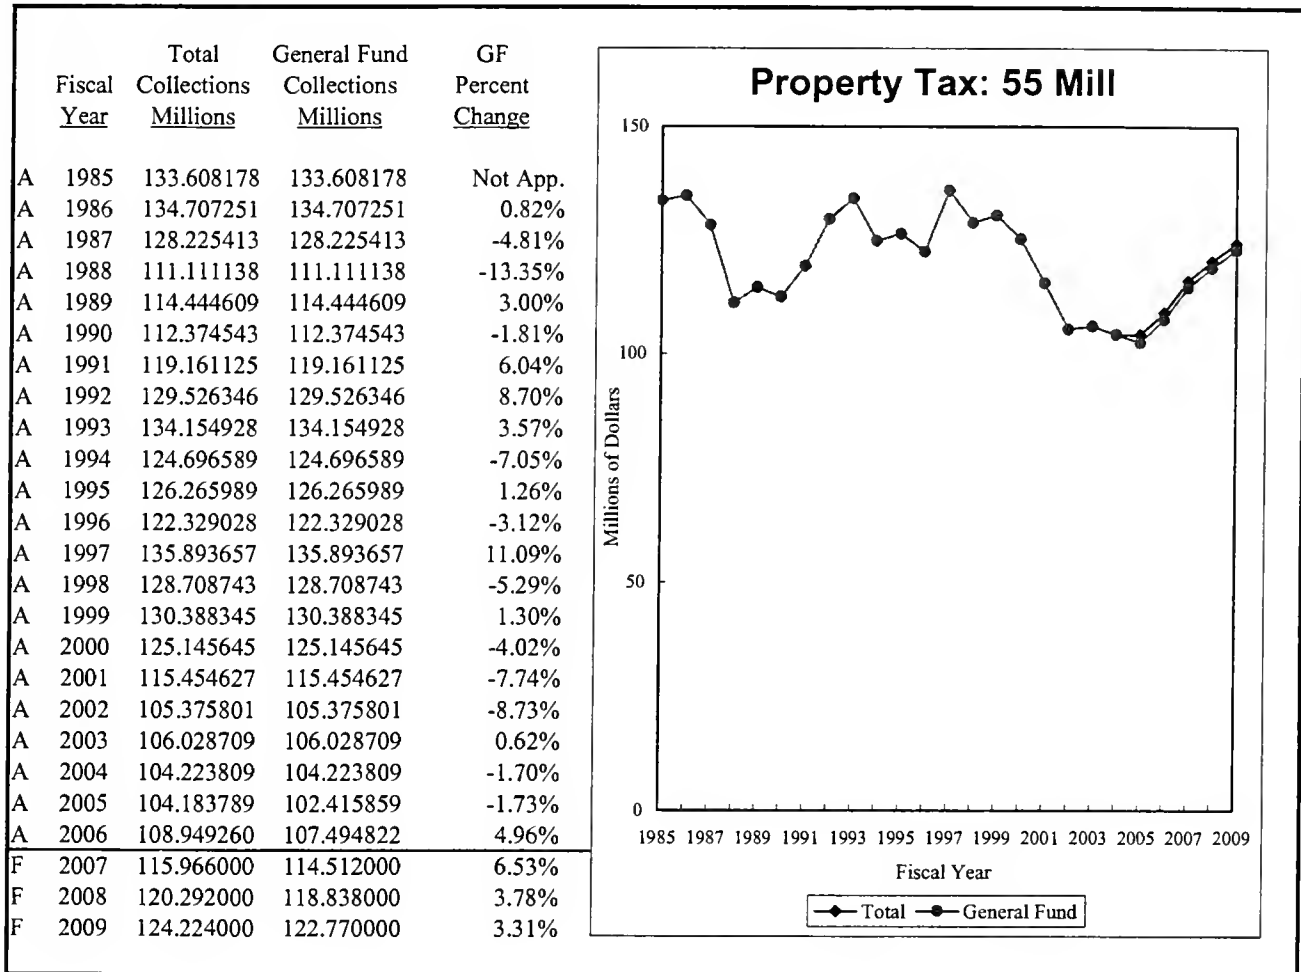 Total General Fund GF
Fiscal Collections Collections Percent
Year Millions Millions Change
A 1985 133.608178 133.608178 Not App.
A 1986 134.707251 134.707251 0.82%
A 1987 128.225413 128.225413 -4.81%
A 1988 111.111138 111.111138 -13.35%
A 1989 114.444609 114.444609 3.00%
A 1990 112.374543 112.374543 -1.81%
A 1991 119.161125 119.161125 6.04%
A 1992 129.526346 129.526346 8.70%
A 1993 134.154928 134.154928 3.57%
A 1994 124.696589 124.696589 -7.05%
A 1995 126.265989 126.265989 1.26%
A 1996 122.329028 122.329028 -3.12%
A 1997 135.893657 135.893657 11.09%
A 1998 128.708743 128.708743 -5.29%
A 1999 130.388345 130.388345 1.30%
A 2000 125.145645 125.145645 -4.02%
A 2001 115.454627 115.454627 -7.74%
A 2002 105.375801 105.375801 -8.73%
A 2003 106.028709 106.028709 0.62%
A 2004 104.223809 104.223809 -1.70%
A 2005 104.183789 102.415859 -1.73%
A 2006 108.949260 107.494822 4.96%
F 2007 115.966000 114.512000 6.53%
F 2008 120.292000 118.838000 3.78%
F 2009 124.224000 122.770000 3.31%
Property Tax: 55 Mill
150
100
50
0
Millions of Dollars
1985 1987 1989 1991 1993 1995 1997 1999 2001 2003 2005 2007 2009
Fiscal Year
Total General Fund